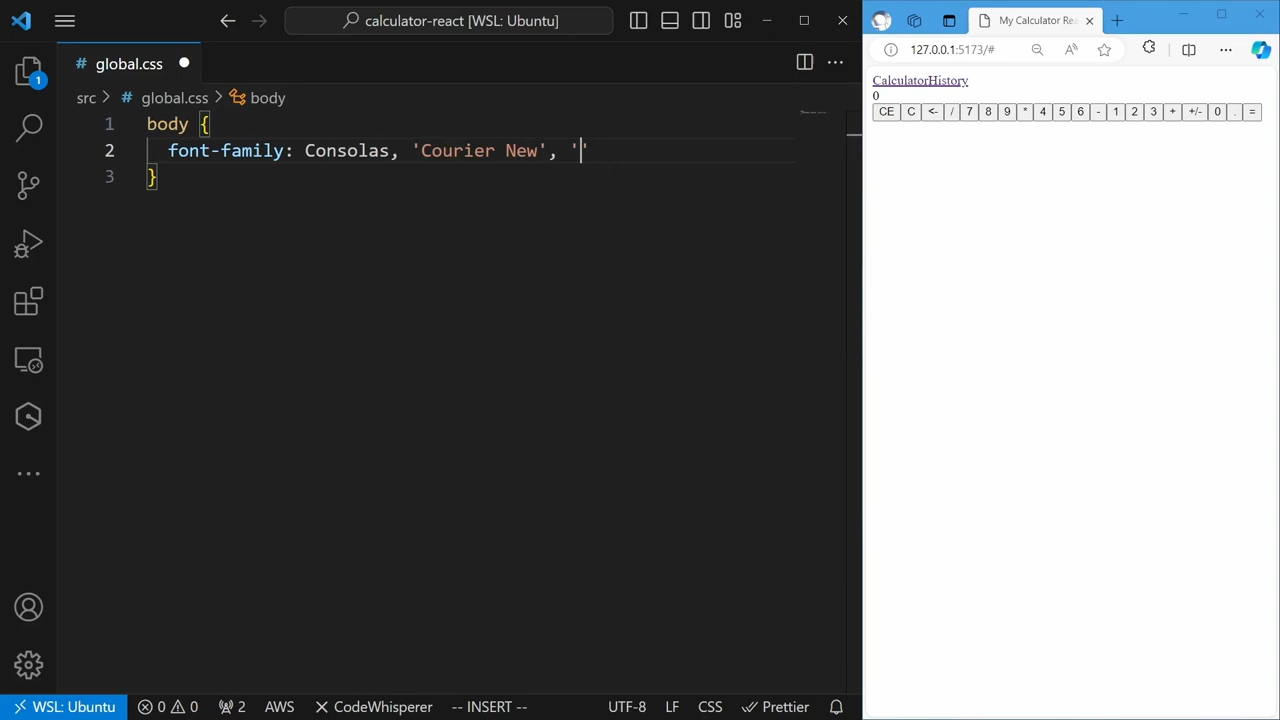 calculator-react [WSL: Ubuntu]
My Calculator Rea
global.css
127.0.0.1:5173/#
src > global.css > body
CalculatorHistory
0
CE C <- / 7 8 9 * 4 5 6 - 1 2 3 + +/- 0 . =
1 body {
2 font-family: Consolas, 'Courier New', ''
3 }
1
WSL: Ubuntu 0 0 2 AWS CodeWhisperer -- INSERT -- UTF-8 LF CSS Prettier